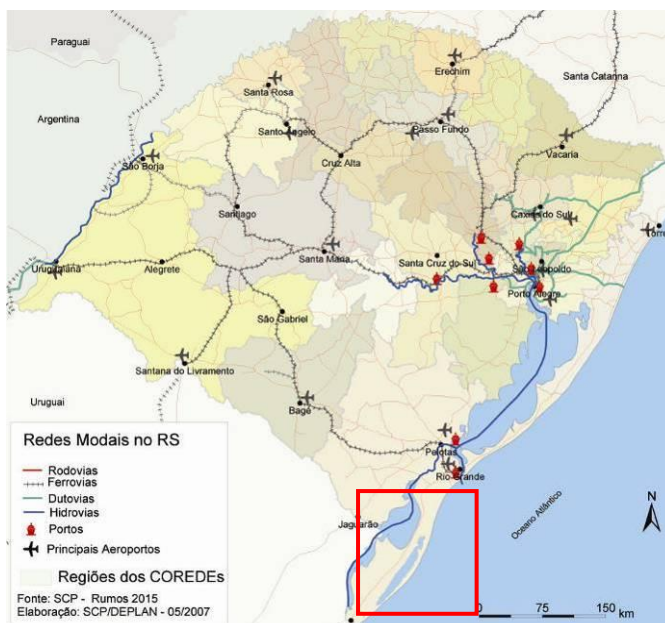 Paraguai
Argentina
Santa Catarina
Erechim
Santa Rosa
Santo Angelo
Passo Fundo
Vacaria
São Borja
Cruz Alta
Caxias do Sul
Santiago
Santa Maria
Santa Cruz do Sul
São Leopoldo
Uruguaiana
Alegrete
Porto Alegre
São Gabriel
Santana do Livramento
Uruguai
Bagé
Pelotas
Rio Grande
Jaguarão
Oceano Atlântico
N
Redes Modais no RS
Rodovias
Ferrovias
Dutovias
Hidrovias
Portos
Principais Aeroportos
Regiões dos COREDEs
Fonte: SCP - Rumos 2015
Elaboração: SCP/DEPLAN - 05/2007
0 75 150 km